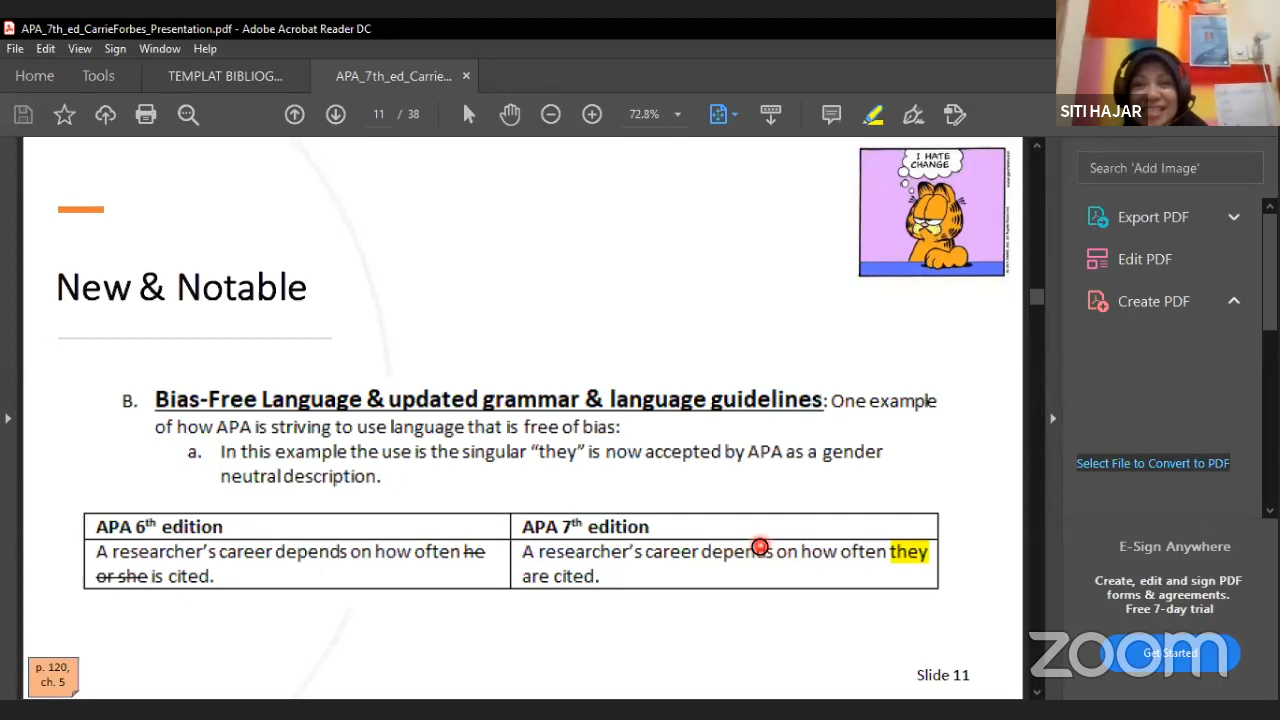 APA_7th_ed_CarrieForbes_Presentation.pdf - Adobe Acrobat Reader DC
File Edit View Sign Window Help
Home Tools TEMPLAT BIBLIOG... APA_7th_ed_Carrie... ×
11 / 38 72.8%
SITI HAJAR
I HATE
CHANGE
Search 'Add Image'
Export PDF
Edit PDF
Create PDF
New & Notable
B. Bias-Free Language & updated grammar & language guidelines: One example
of how APA is striving to use language that is free of bias:
a. In this example the use is the singular “they” is now accepted by APA as a gender
neutral description.
Select File to Convert to PDF
APA 6th edition APA 7th edition
A researcher’s career depends on how often he A researcher’s career depends on how often they
or she is cited. are cited.
E-Sign Anywhere
Create, edit and sign PDF
forms & agreements.
Free 7-day trial
Get Started
zoom
p. 120,
ch. 5
Slide 11